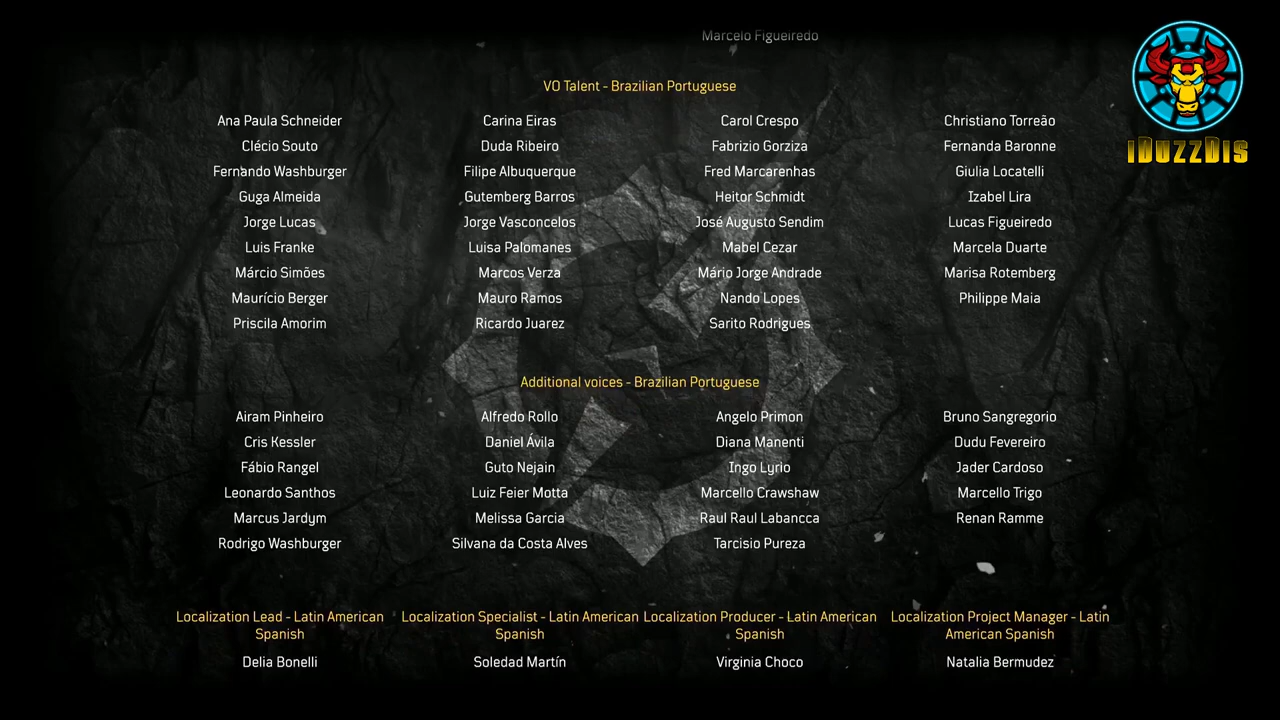 Marcelo Figueiredo
iDuzzDis
VO Talent - Brazilian Portuguese
Ana Paula Schneider Carina Eiras Carol Crespo Christiano Torreão
Clécio Souto Duda Ribeiro Fabrizio Gorziza Fernanda Baronne
Fernando Washburger Filipe Albuquerque Fred Marcarenhas Giulia Locatelli
Guga Almeida Gutemberg Barros Heitor Schmidt Izabel Lira
Jorge Lucas Jorge Vasconcelos José Augusto Sendim Lucas Figueiredo
Luis Franke Luisa Palomanes Mabel Cezar Marcela Duarte
Márcio Simões Marcos Verza Mário Jorge Andrade Marisa Rotemberg
Maurício Berger Mauro Ramos Nando Lopes Philippe Maia
Priscila Amorim Ricardo Juarez Sarito Rodrigues
Additional voices - Brazilian Portuguese
Airam Pinheiro Alfredo Rollo Angelo Primon Bruno Sangregorio
Cris Kessler Daniel Ávila Diana Manenti Dudu Fevereiro
Fábio Rangel Guto Nejain Ingo Lyrio Jader Cardoso
Leonardo Santhos Luiz Feier Motta Marcello Crawshaw Marcello Trigo
Marcus Jardym Melissa Garcia Raul Raul Labancca Renan Ramme
Rodrigo Washburger Silvana da Costa Alves Tarcisio Pureza
Localization Lead - Latin American Localization Specialist - Latin American Localization Producer - Latin American Localization Project Manager - Latin
Spanish Spanish Spanish American Spanish
Delia Bonelli Soledad Martín Virginia Choco Natalia Bermudez